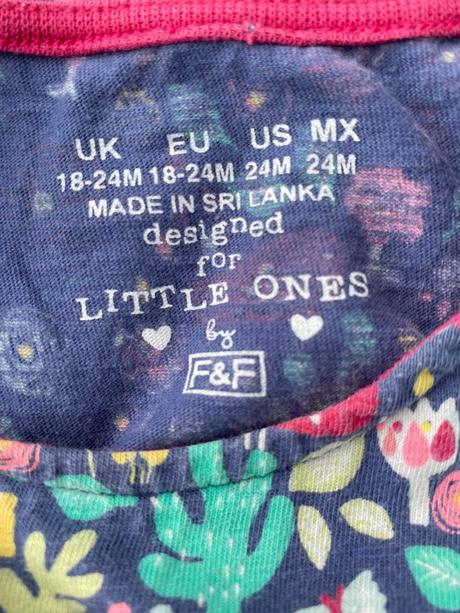 UK EU US MX
18-24M 18-24M 24M 24M
MADE IN SRI LANKA
designed
for
LITTLE ONES
by
F&F